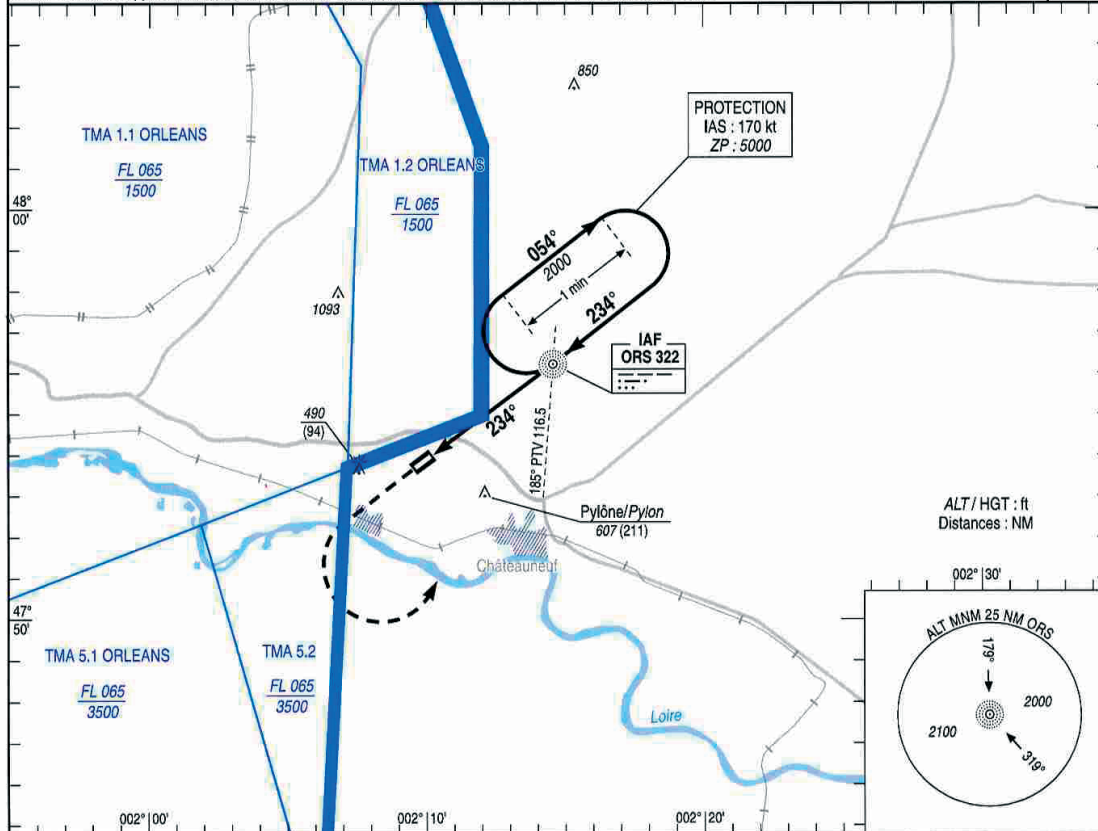 850
PROTECTION
IAS : 170 kt
ZP : 5000
TMA 1.1 ORLEANS
FL 065
1500
TMA 1.2 ORLEANS
FL 065
1500
48°
00'
054°
2000
1 min
234°
1093
IAF
ORS 322
490
(94)
234°
185° PTV 116.5
Pylône/Pylon
607 (211)
ALT / HGT : ft
Distances : NM
Châteauneuf
002° 30'
47°
50'
TMA 5.1 ORLEANS
FL 065
3500
TMA 5.2
FL 065
3500
Loire
ALT MNM 25 NM ORS
179°
2000
2100
319°
002° 00'
002° 10'
002° 20'